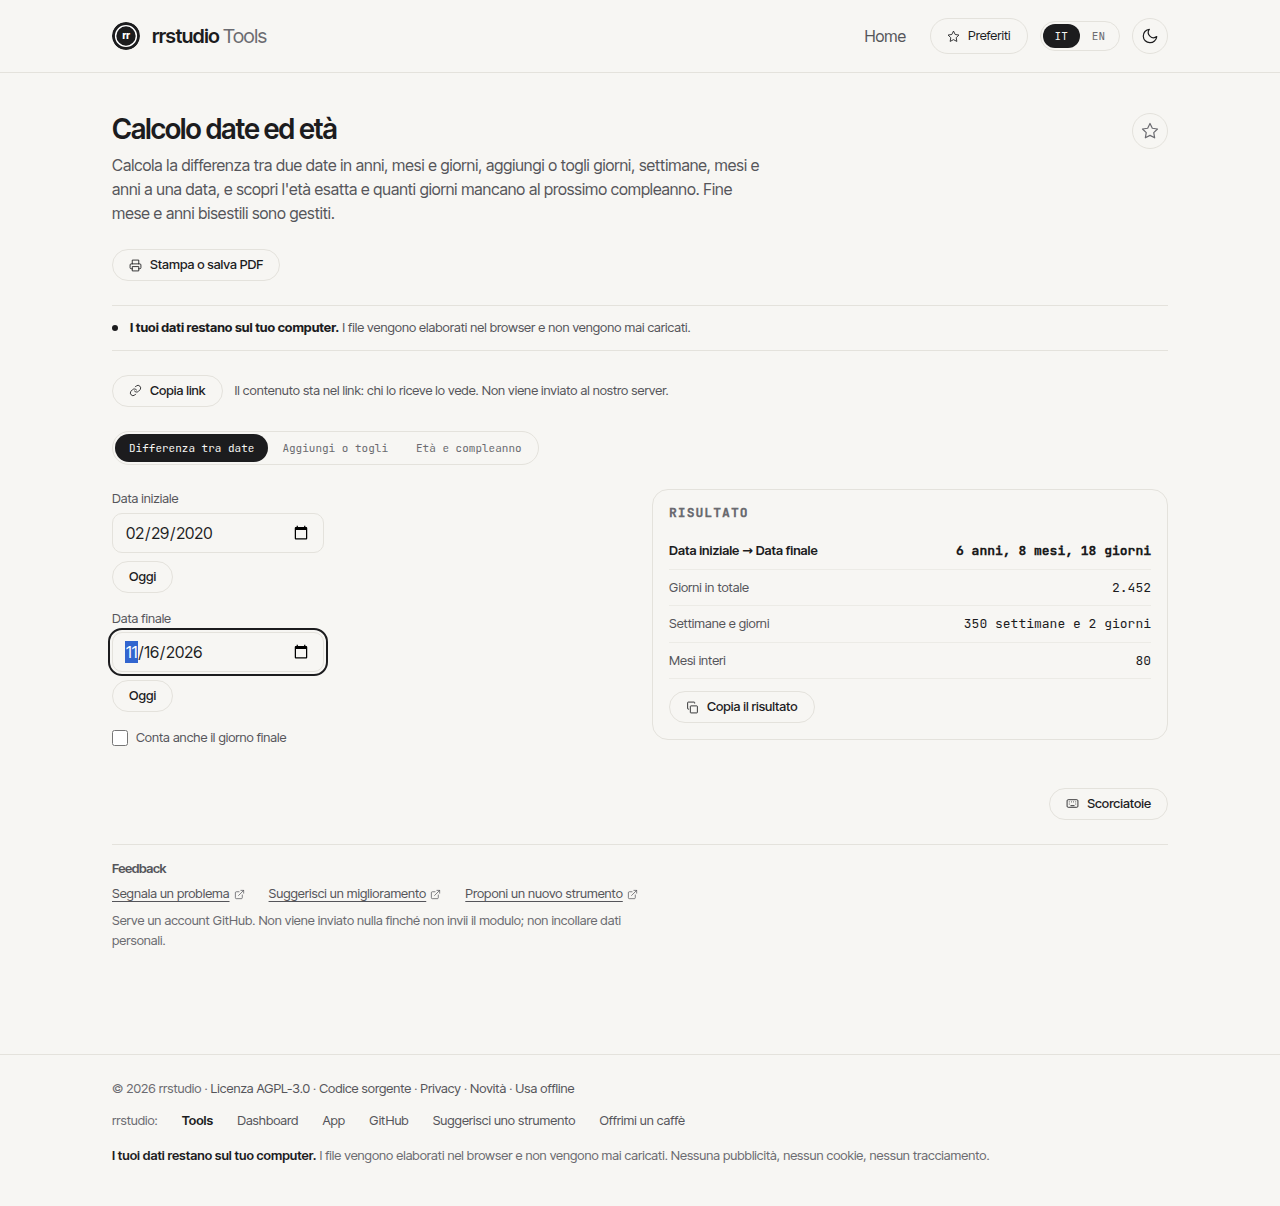 rr rrstudio Tools
Home
Preferiti
IT EN
Calcolo date ed età
Calcola la differenza tra due date in anni, mesi e giorni, aggiungi o togli giorni, settimane, mesi e
anni a una data, e scopri l'età esatta e quanti giorni mancano al prossimo compleanno. Fine
mese e anni bisestili sono gestiti.
Stampa o salva PDF
I tuoi dati restano sul tuo computer. I file vengono elaborati nel browser e non vengono mai caricati.
Copia link
Il contenuto sta nel link: chi lo riceve lo vede. Non viene inviato al nostro server.
Differenza tra date
Aggiungi o togli
Età e compleanno
Data iniziale
02/29/2020
Oggi
Data finale
11/16/2026
Oggi
Conta anche il giorno finale
RISULTATO
Data iniziale → Data finale 6 anni, 8 mesi, 18 giorni
Giorni in totale 2.452
Settimane e giorni 350 settimane e 2 giorni
Mesi interi 80
Copia il risultato
Scorciatoie
Feedback
Segnala un problema
Suggerisci un miglioramento
Proponi un nuovo strumento
Serve un account GitHub. Non viene inviato nulla finché non invii il modulo; non incollare dati
personali.
© 2026 rrstudio · Licenza AGPL-3.0 · Codice sorgente · Privacy · Novità · Usa offline
rrstudio: Tools Dashboard App GitHub Suggerisci uno strumento Offrimi un caffè
I tuoi dati restano sul tuo computer. I file vengono elaborati nel browser e non vengono mai caricati. Nessuna pubblicità, nessun cookie, nessun tracciamento.